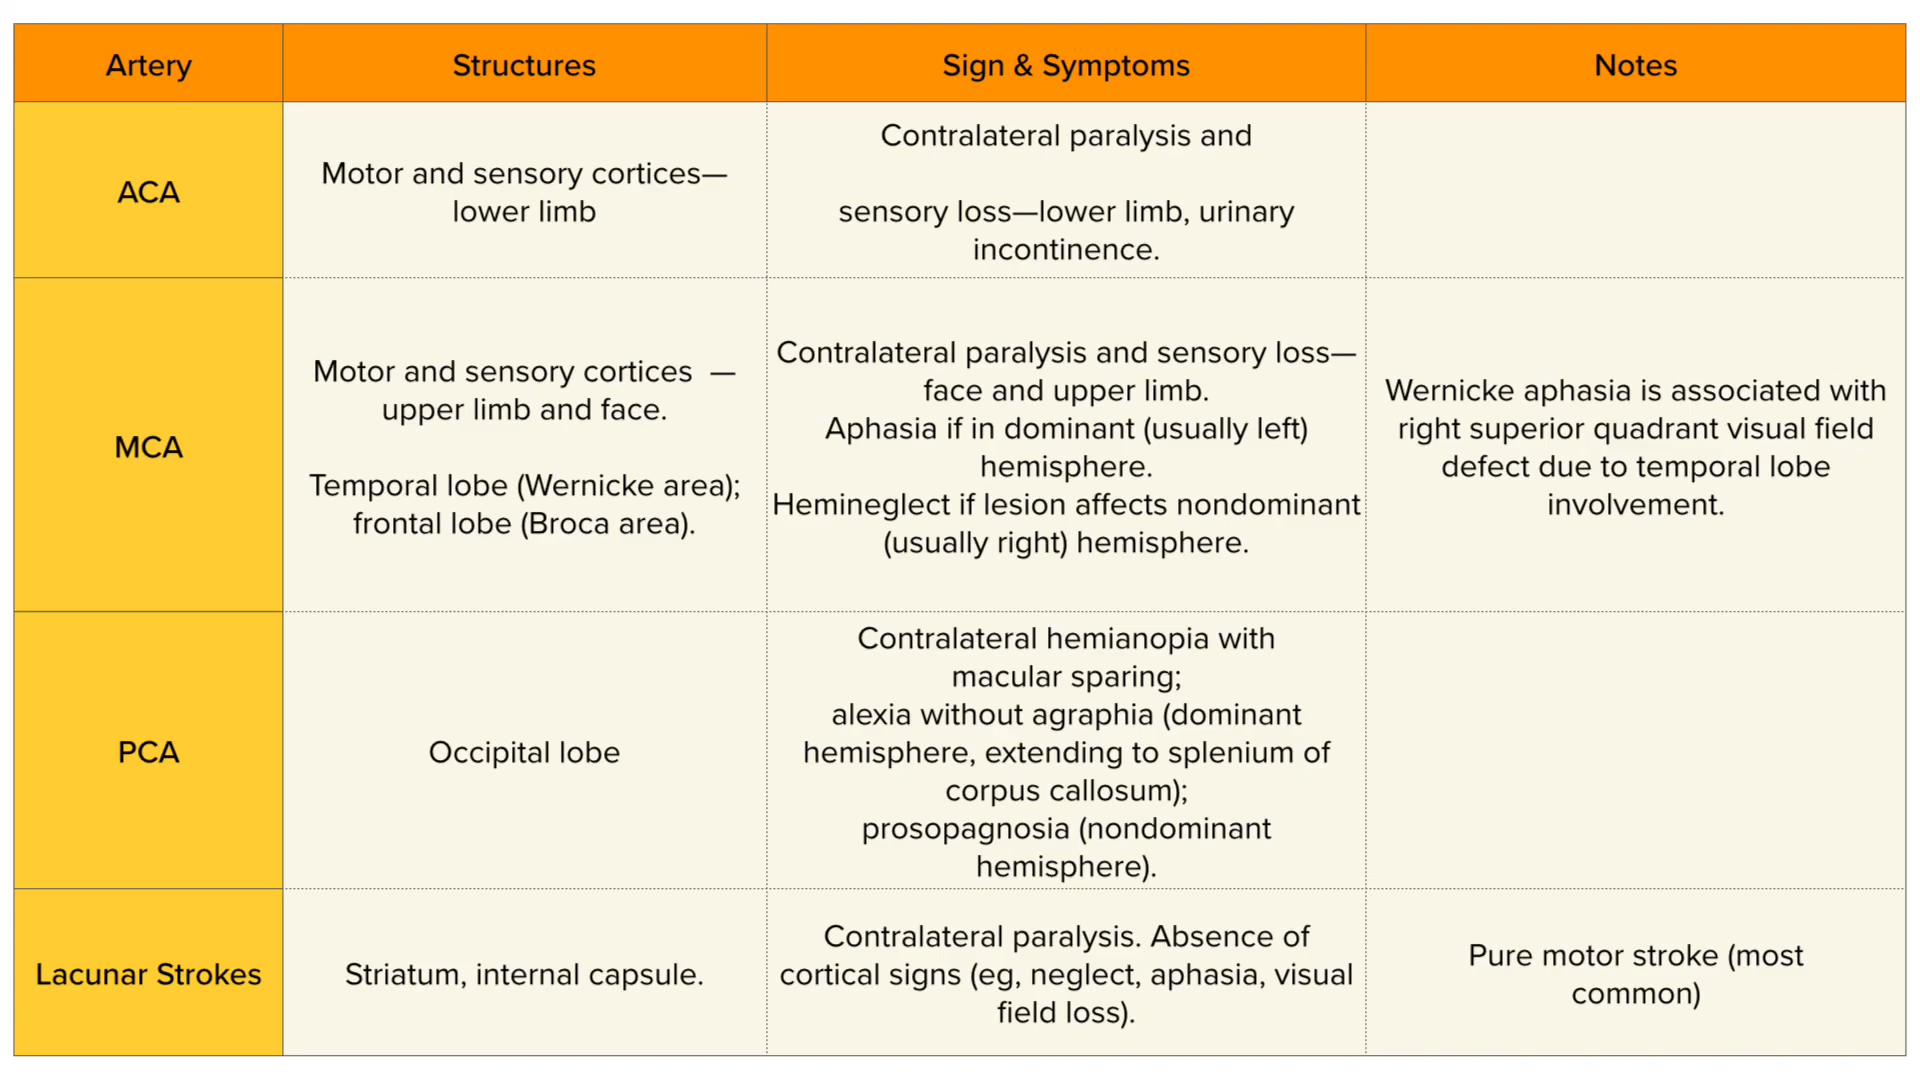 Artery
Structures
Sign & Symptoms
Notes
ACA
Motor and sensory cortices—
lower limb
Contralateral paralysis and
sensory loss—lower limb, urinary
incontinence.
MCA
Motor and sensory cortices —
upper limb and face.
Temporal lobe (Wernicke area);
frontal lobe (Broca area).
Contralateral paralysis and sensory loss—
face and upper limb.
Aphasia if in dominant (usually left)
hemisphere.
Hemineglect if lesion affects nondominant
(usually right) hemisphere.
Wernicke aphasia is associated with
right superior quadrant visual field
defect due to temporal lobe
involvement.
PCA
Occipital lobe
Contralateral hemianopia with
macular sparing;
alexia without agraphia (dominant
hemisphere, extending to splenium of
corpus callosum);
prosopagnosia (nondominant
hemisphere).
Lacunar Strokes
Striatum, internal capsule.
Contralateral paralysis. Absence of
cortical signs (eg, neglect, aphasia, visual
field loss).
Pure motor stroke (most
common)